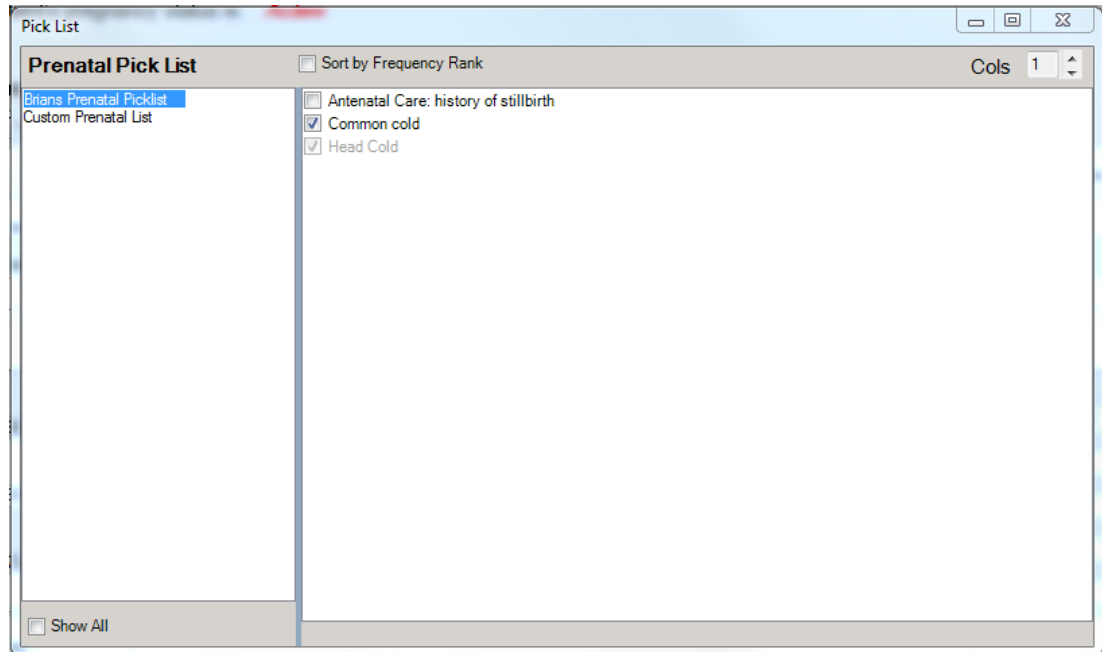 Pick List
Prenatal Pick List
Sort by Frequency Rank
Cols 1
Brians Prenatal Picklist
Custom Prenatal List
Antenatal Care: history of stillbirth
Common cold
Head Cold
Show All